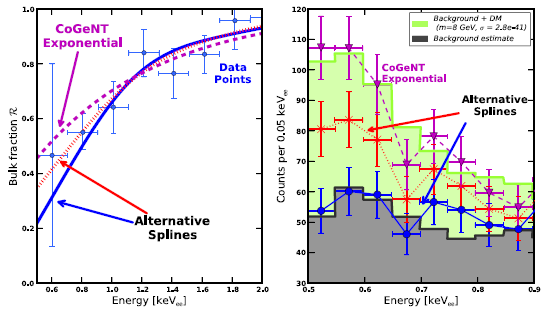 1.0
0.8
0.6
0.4
0.2
0.0
0.6 0.8 1.0 1.2 1.4 1.6 1.8 2.0
Energy [keVee]
Bulk fraction ℛ
CoGeNT
Exponential
Data
Points
Alternative
Splines
120
110
100
90
80
70
60
50
40
30
0.5 0.6 0.7 0.8 0.9
Energy [keVee]
Counts per 0.05 keVee
Background + DM
(m=8 GeV, σ = 2.8e-41)
Background estimate
CoGeNT
Exponential
Alternative
Splines